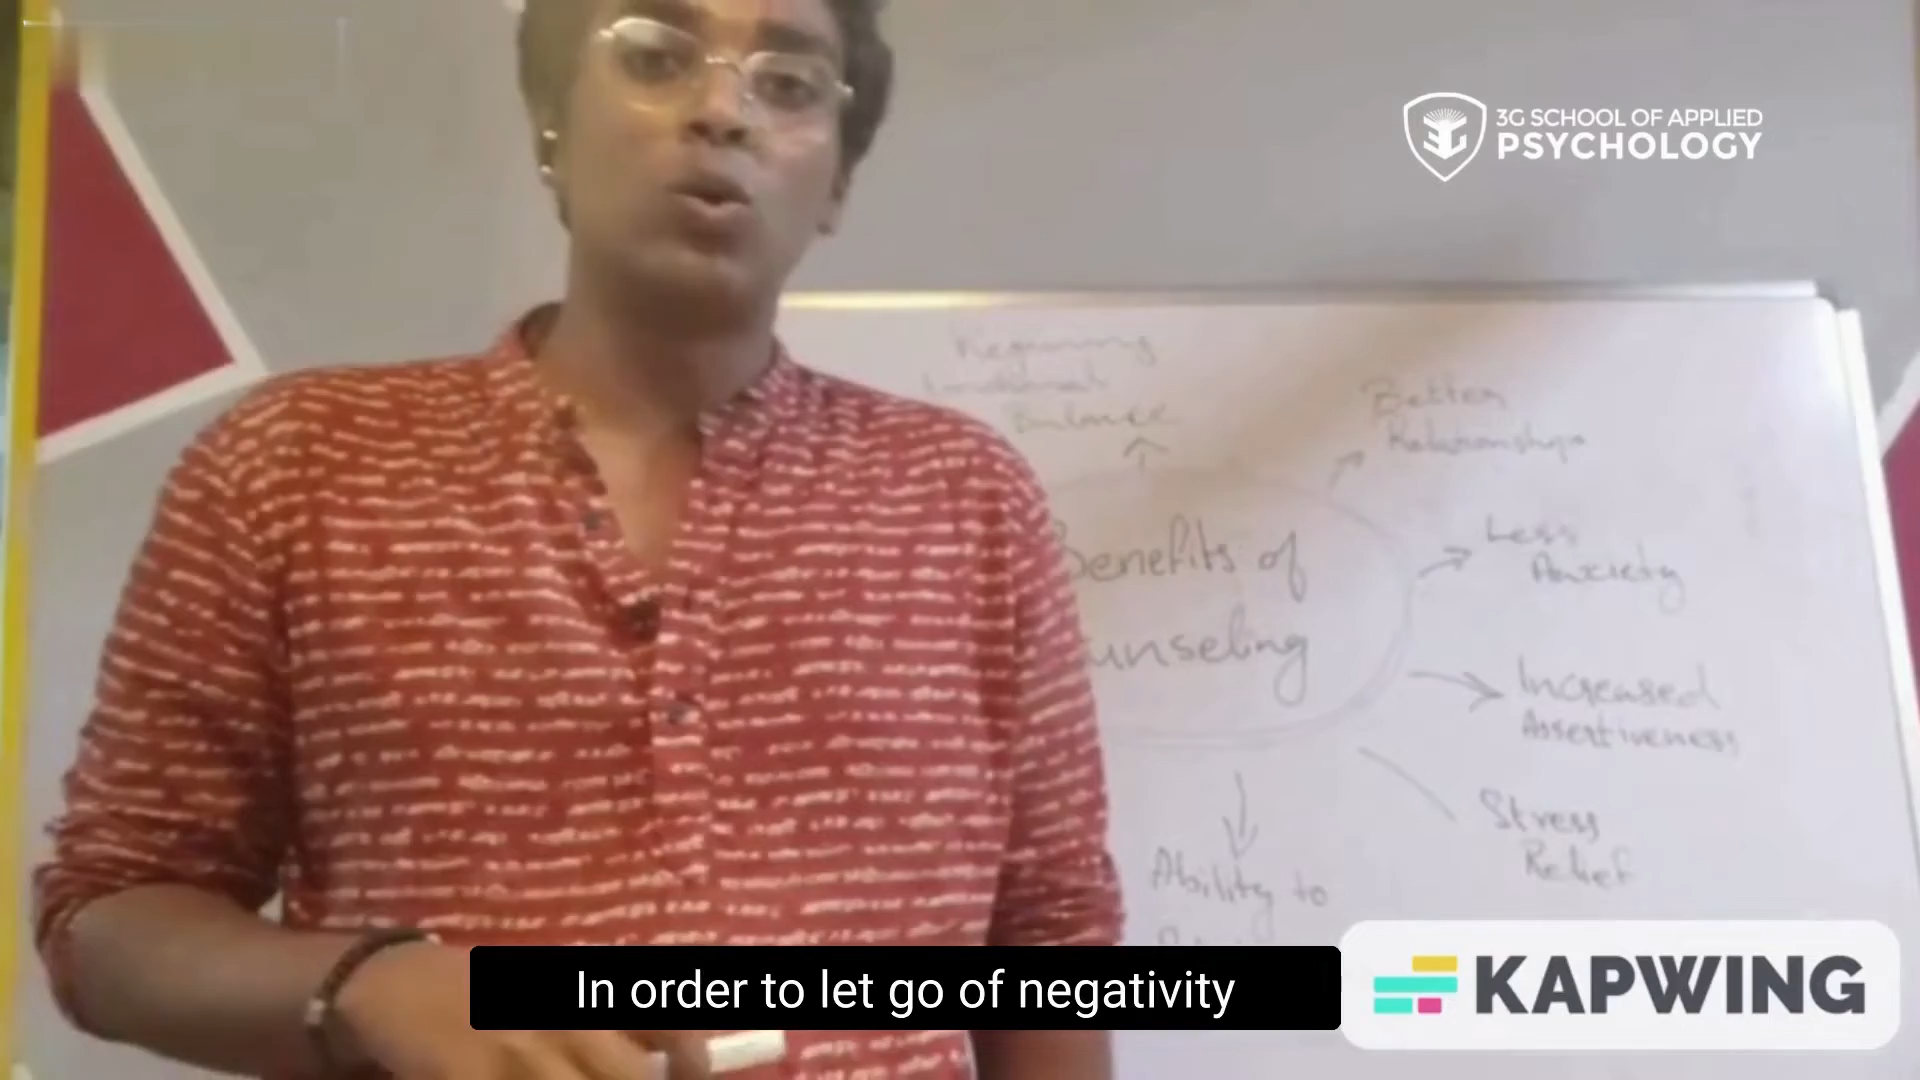 3G SCHOOL OF APPLIED
PSYCHOLOGY
Balance
Better
Relationships
Less
Anxiety
Benefits of
unseling
Increased
Assertiveness
Stress
Relief
Ability to
In order to let go of negativity
KAPWING